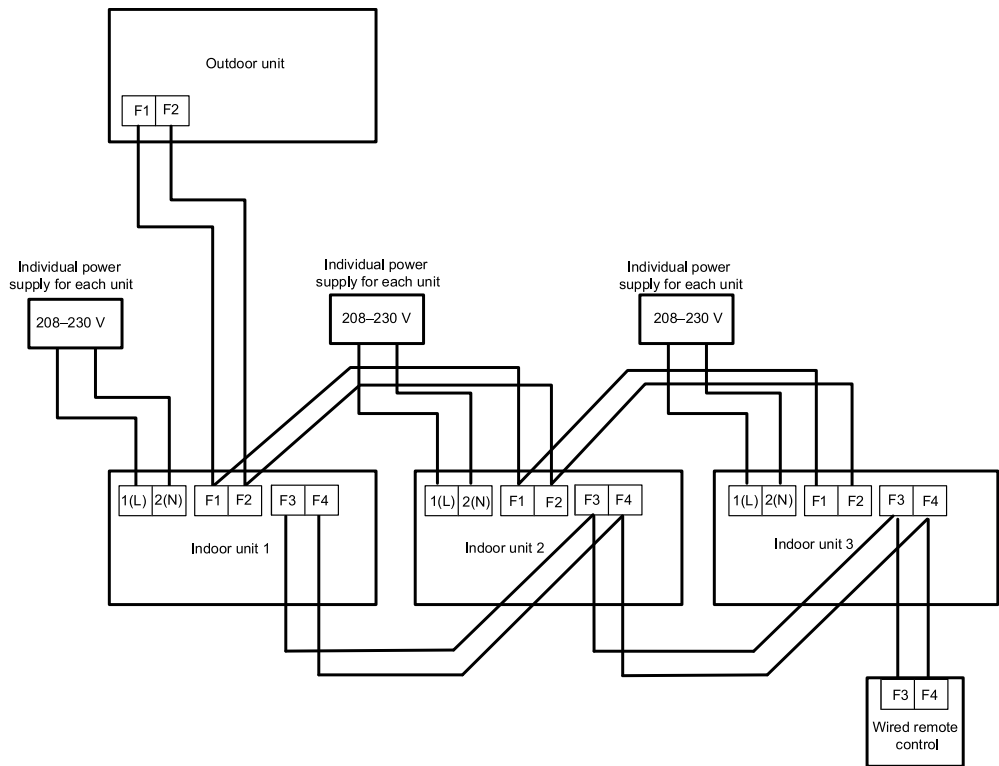 Outdoor unit
F1 F2
Individual power
supply for each unit
208–230 V
Individual power
supply for each unit
208–230 V
Individual power
supply for each unit
208–230 V
1(L) 2(N) F1 F2 F3 F4
Indoor unit 1
1(L) 2(N) F1 F2 F3 F4
Indoor unit 2
1(L) 2(N) F1 F2 F3 F4
Indoor unit 3
F3 F4
Wired remote
control